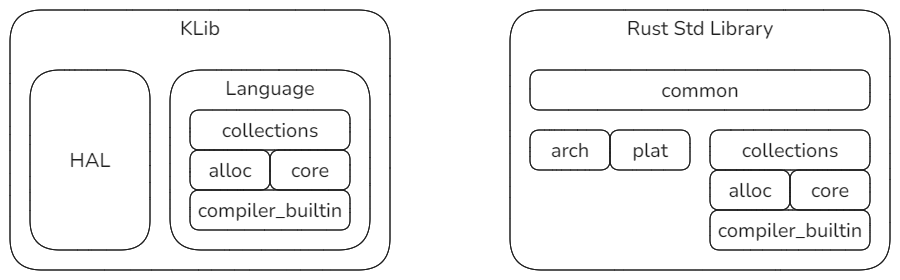 KLib
HAL
Language
collections
alloc
core
compiler_builtin
Rust Std Library
common
arch
plat
collections
alloc
core
compiler_builtin